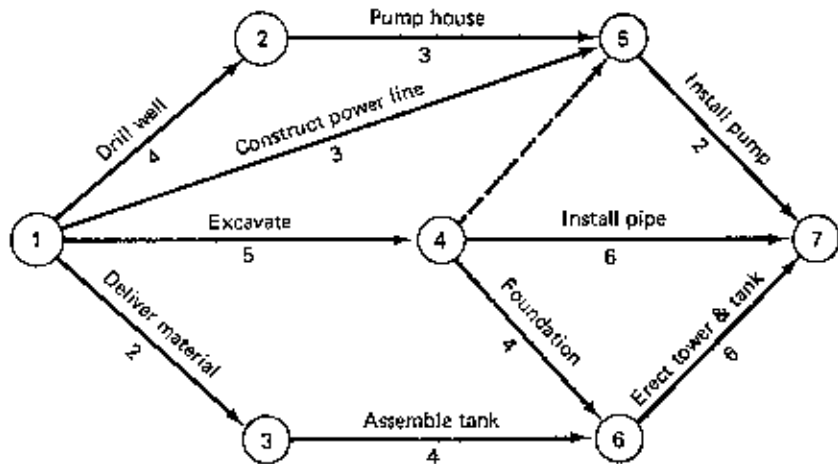 Pump house
2
3
5
Drill well
4
Construct power line
3
Install pump
2
1
Excavate
5
4
Install pipe
6
7
Deliver material
2
Foundation
4
Erect tower & tank
6
3
Assemble tank
4
6